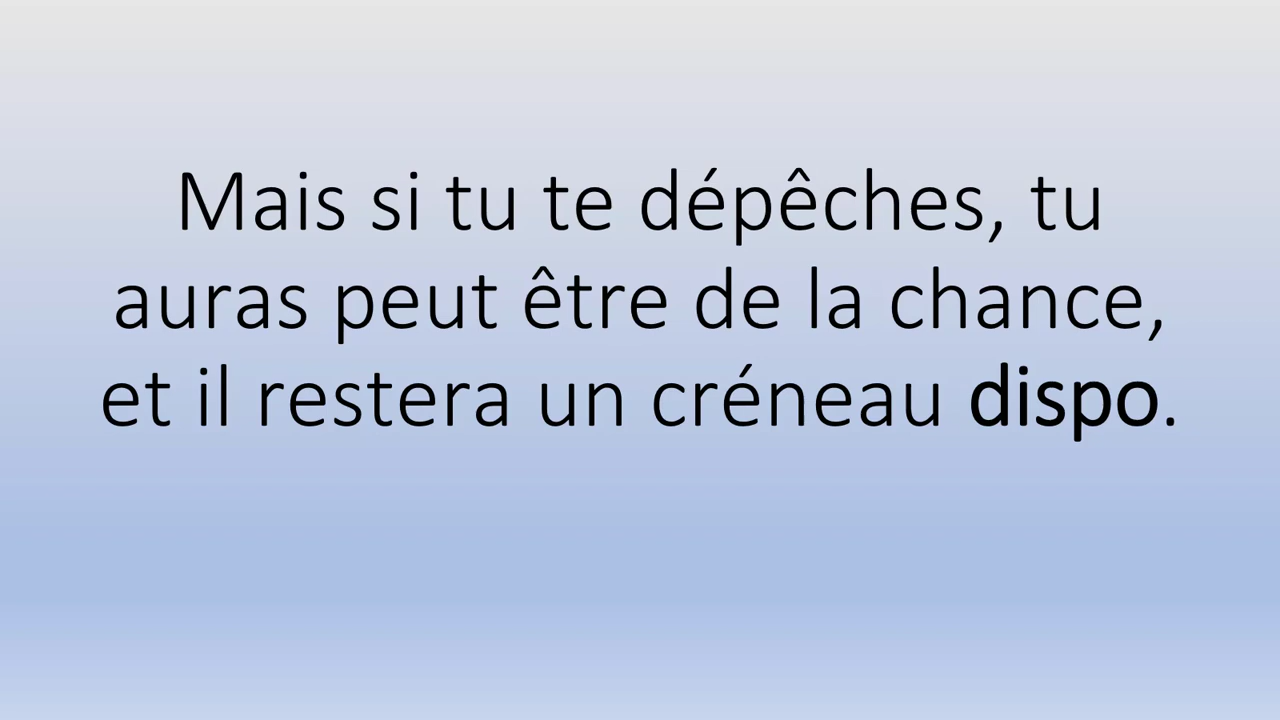 Mais si tu te dépêches, tu
auras peut être de la chance,
et il restera un créneau dispo.